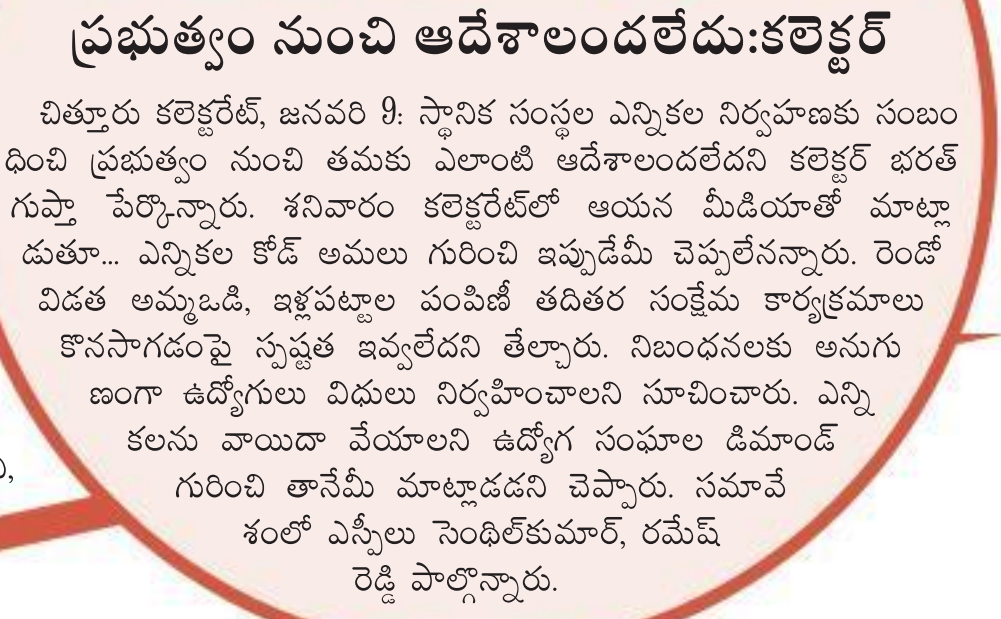 ప్రభుత్వం నుంచి ఆదేశాలందలేదు:కలెక్టర్
చిత్తూరు కలెక్టరేట్, జనవరి 9: స్థానిక సంస్థల ఎన్నికల నిర్వహణకు సంబం
ధించి ప్రభుత్వం నుంచి తమకు ఎలాంటి ఆదేశాలందలేదని కలెక్టర్ భరత్
గుప్తా పేర్కొన్నారు. శనివారం కలెక్టరేట్‌లో ఆయన మీడియాతో మాట్లా
డుతూ... ఎన్నికల కోడ్ అమలు గురించి ఇప్పుడేమీ చెప్పలేనన్నారు. రెండో
విడత అమ్మఒడి, ఇళ్లపట్టాల పంపిణీ తదితర సంక్షేమ కార్యక్రమాలు
కొనసాగడంపై స్పష్టత ఇవ్వలేదని తేల్చారు. నిబంధనలకు అనుగు
ణంగా ఉద్యోగులు విధులు నిర్వహించాలని సూచించారు. ఎన్ని
కలను వాయిదా వేయాలని ఉద్యోగ సంఘాల డిమాండ్
గురించి తానేమీ మాట్లాడడని చెప్పారు. సమావే
శంలో ఎస్పీలు సెంథిల్‌కుమార్, రమేష్
రెడ్డి పాల్గొన్నారు.